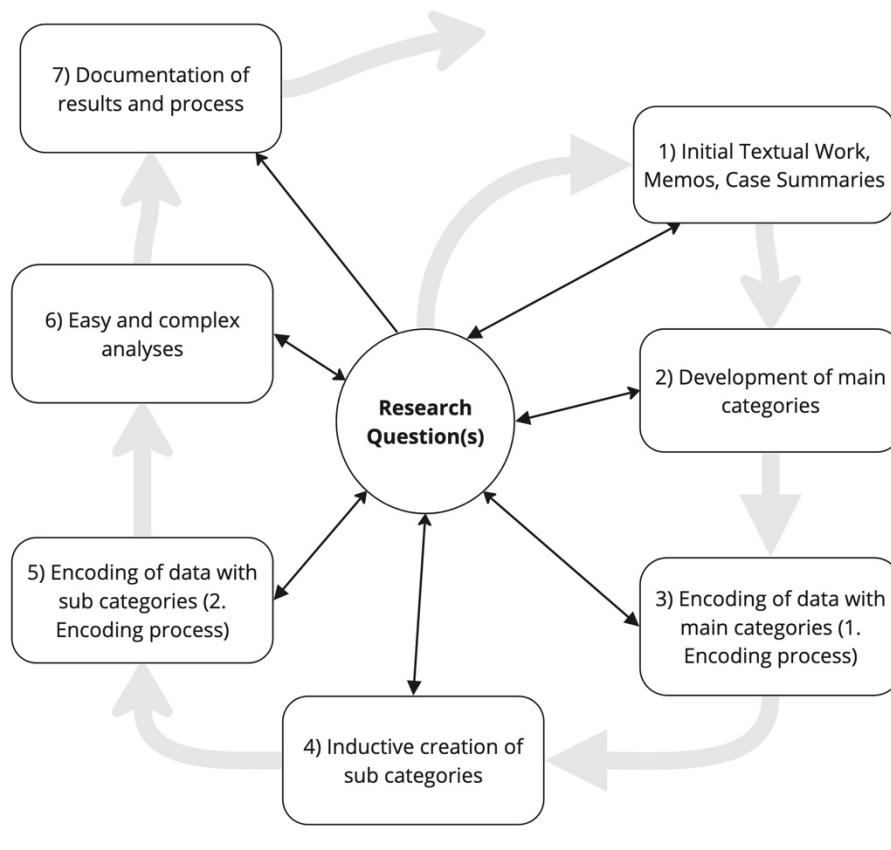 7) Documentation of
results and process
1) Initial Textual Work,
Memos, Case Summaries
6) Easy and complex
analyses
Research
Question(s)
2) Development of main
categories
5) Encoding of data with
sub categories (2.
Encoding process)
3) Encoding of data with
main categories (1.
Encoding process)
4) Inductive creation of
sub categories